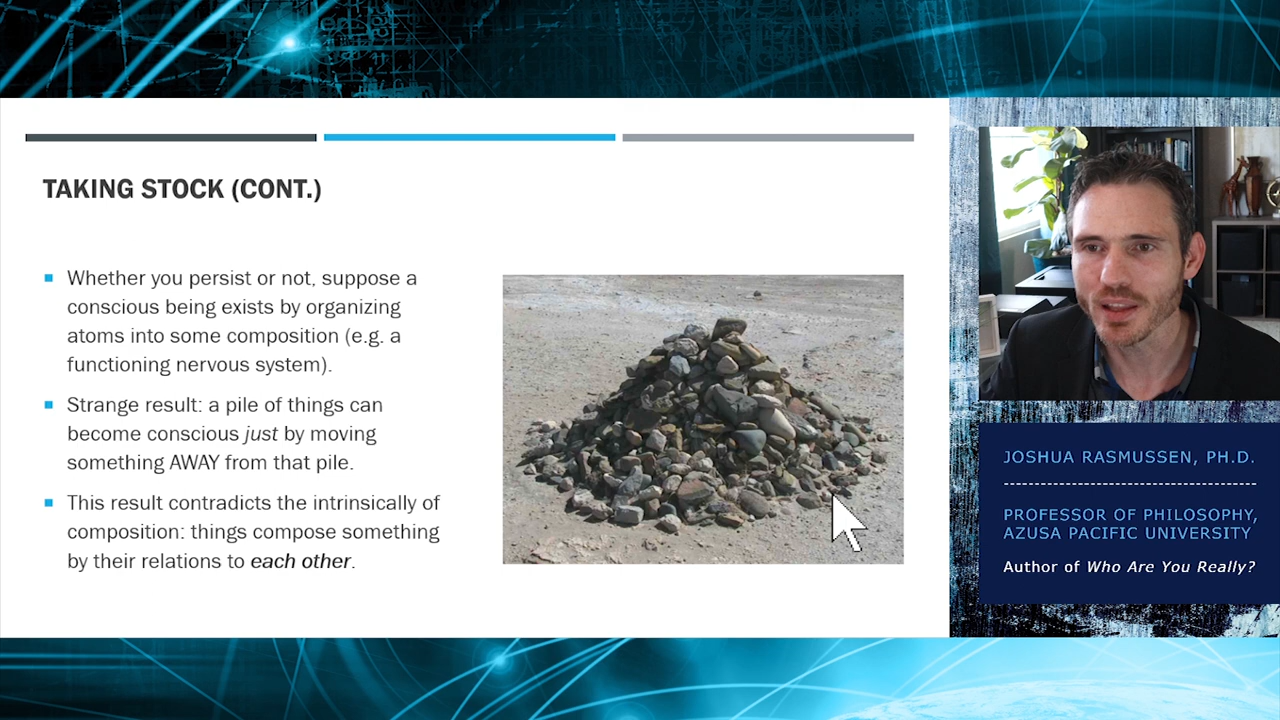 TAKING STOCK (CONT.)
Whether you persist or not, suppose a
conscious being exists by organizing
atoms into some composition (e.g. a
functioning nervous system).
Strange result: a pile of things can
become conscious just by moving
something AWAY from that pile.
This result contradicts the intrinsically of
composition: things compose something
by their relations to each other.
JOSHUA RASMUSSEN, PH.D.
PROFESSOR OF PHILOSOPHY,
AZUSA PACIFIC UNIVERSITY
Author of Who Are You Really?